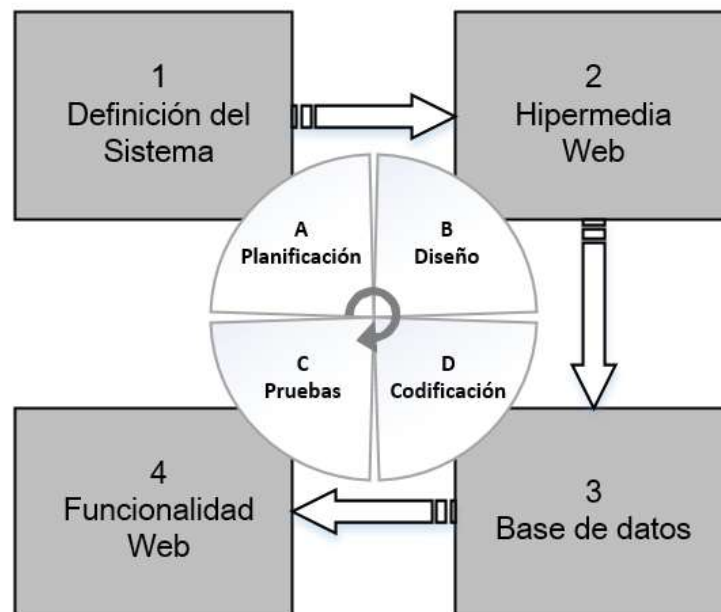 1
Definición del
Sistema
2
Hipermedia
Web
A
Planificación
B
Diseño
C
Pruebas
D
Codificación
4
Funcionalidad
Web
3
Base de datos